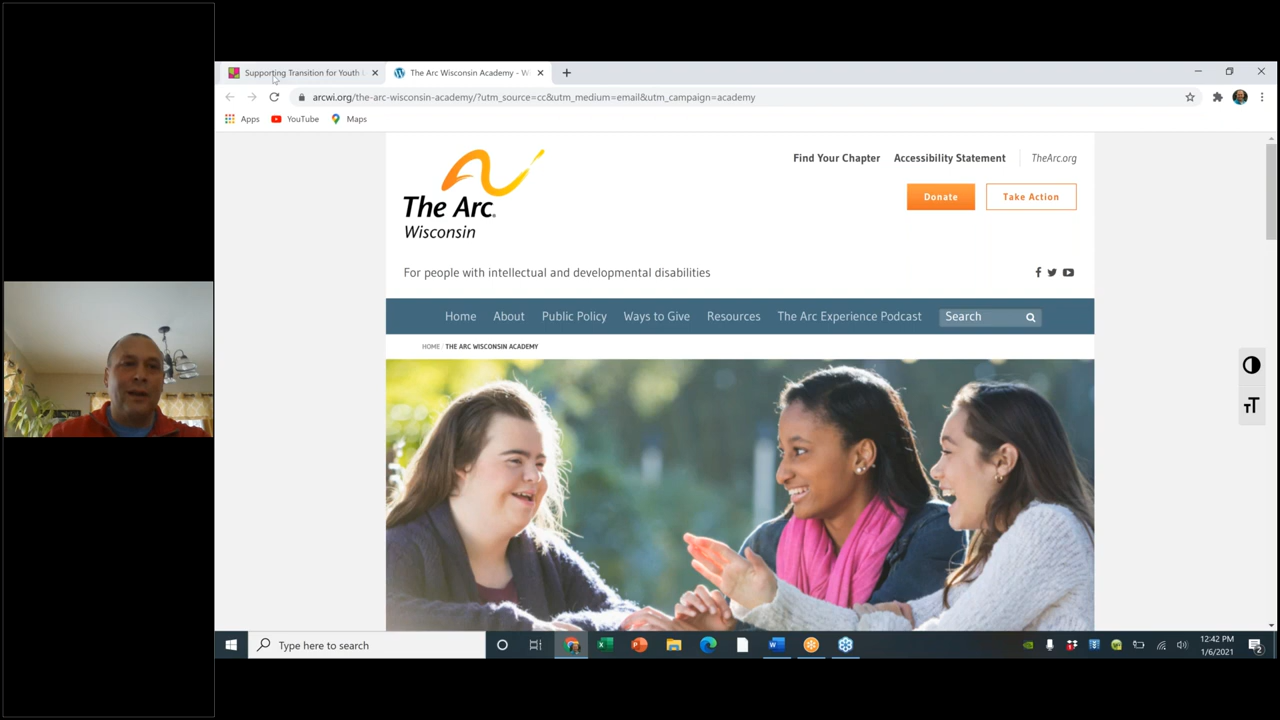 Supporting Transition for Youth
The Arc Wisconsin Academy - W
arcwi.org/the-arc-wisconsin-academy/?utm_source=cc&utm_medium=email&utm_campaign=academy
Apps YouTube Maps
Find Your Chapter Accessibility Statement TheArc.org
Donate Take Action
The Arc®
Wisconsin
For people with intellectual and developmental disabilities
Home About Public Policy Ways to Give Resources The Arc Experience Podcast Search
HOME / THE ARC WISCONSIN ACADEMY
TT
Type here to search
12:42 PM
1/6/2021
2